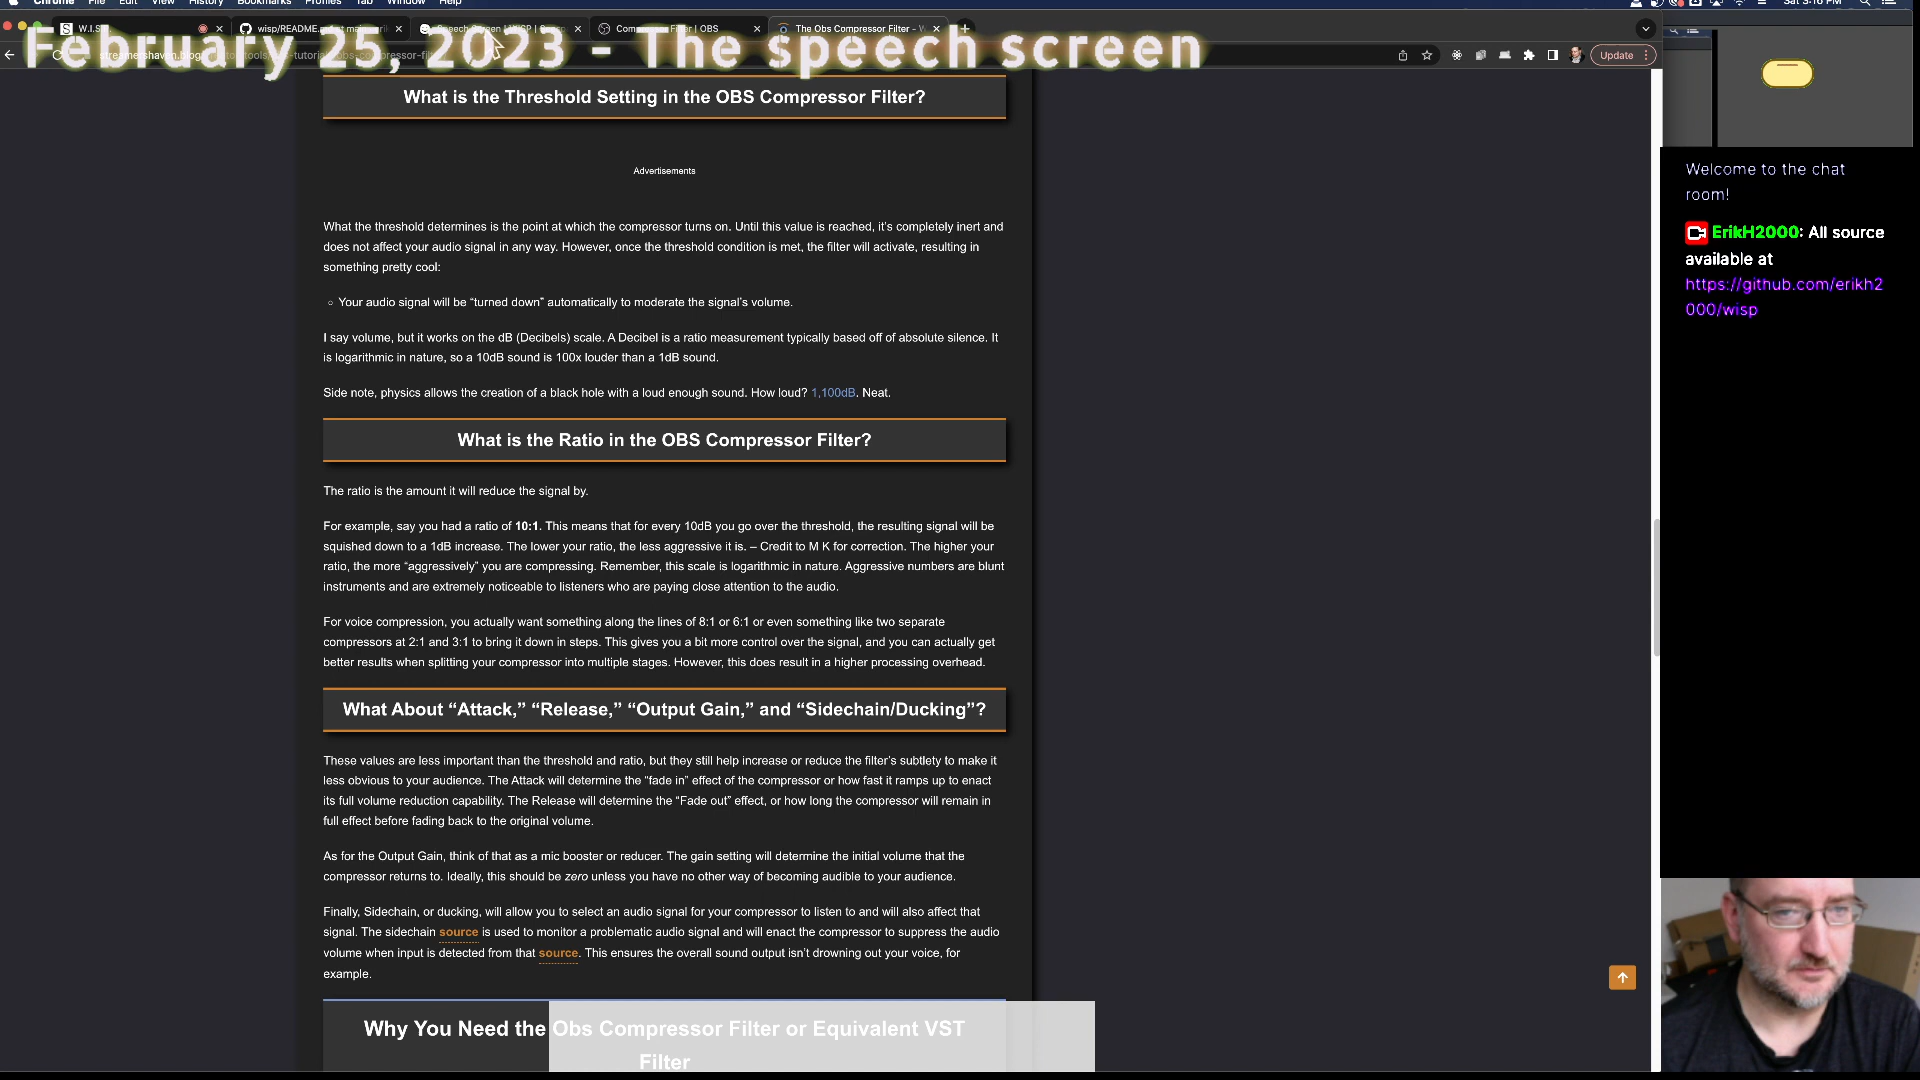 Chrome File Edit View History Bookmarks Profiles Tab Window Help Sat 3:16 PM
W.I.S.P. wisp/README.md at main Compressor Filter | OBS The Obs Compressor Filter - W
February 25, 2023 - The speech screen
Update
What is the Threshold Setting in the OBS Compressor Filter?
Advertisements
What the threshold determines is the point at which the compressor turns on. Until this value is reached, it's completely inert and
does not affect your audio signal in any way. However, once the threshold condition is met, the filter will activate, resulting in
something pretty cool:
Your audio signal will be “turned down” automatically to moderate the signal's volume.
I say volume, but it works on the dB (Decibels) scale. A Decibel is a ratio measurement typically based off of absolute silence. It
is logarithmic in nature, so a 10dB sound is 100x louder than a 1dB sound.
Side note, physics allows the creation of a black hole with a loud enough sound. How loud? 1,100dB. Neat.
What is the Ratio in the OBS Compressor Filter?
The ratio is the amount it will reduce the signal by.
For example, say you had a ratio of 10:1. This means that for every 10dB you go over the threshold, the resulting signal will be
squished down to a 1dB increase. The lower your ratio, the less aggressive it is. – Credit to M K for correction. The higher your
ratio, the more “aggressively” you are compressing. Remember, this scale is logarithmic in nature. Aggressive numbers are blunt
instruments and are extremely noticeable to listeners who are paying close attention to the audio.
For voice compression, you actually want something along the lines of 8:1 or 6:1 or even something like two separate
compressors at 2:1 and 3:1 to bring it down in steps. This gives you a bit more control over the signal, and you can actually get
better results when splitting your compressor into multiple stages. However, this does result in a higher processing overhead.
What About “Attack,” “Release,” “Output Gain,” and “Sidechain/Ducking”?
These values are less important than the threshold and ratio, but they still help increase or reduce the filter's subtlety to make it
less obvious to your audience. The Attack will determine the “fade in” effect of the compressor or how fast it ramps up to enact
its full volume reduction capability. The Release will determine the “Fade out” effect, or how long the compressor will remain in
full effect before fading back to the original volume.
As for the Output Gain, think of that as a mic booster or reducer. The gain setting will determine the initial volume that the
compressor returns to. Ideally, this should be zero unless you have no other way of becoming audible to your audience.
Finally, Sidechain, or ducking, will allow you to select an audio signal for your compressor to listen to and will also affect that
signal. The sidechain source is used to monitor a problematic audio signal and will enact the compressor to suppress the audio
volume when input is detected from that source. This ensures the overall sound output isn't drowning out your voice, for
example.
Why You Need the Obs Compressor Filter or Equivalent VST
Filter
Welcome to the chat
room!
ErikH2000: All source
available at
https://github.com/erikh2
000/wisp